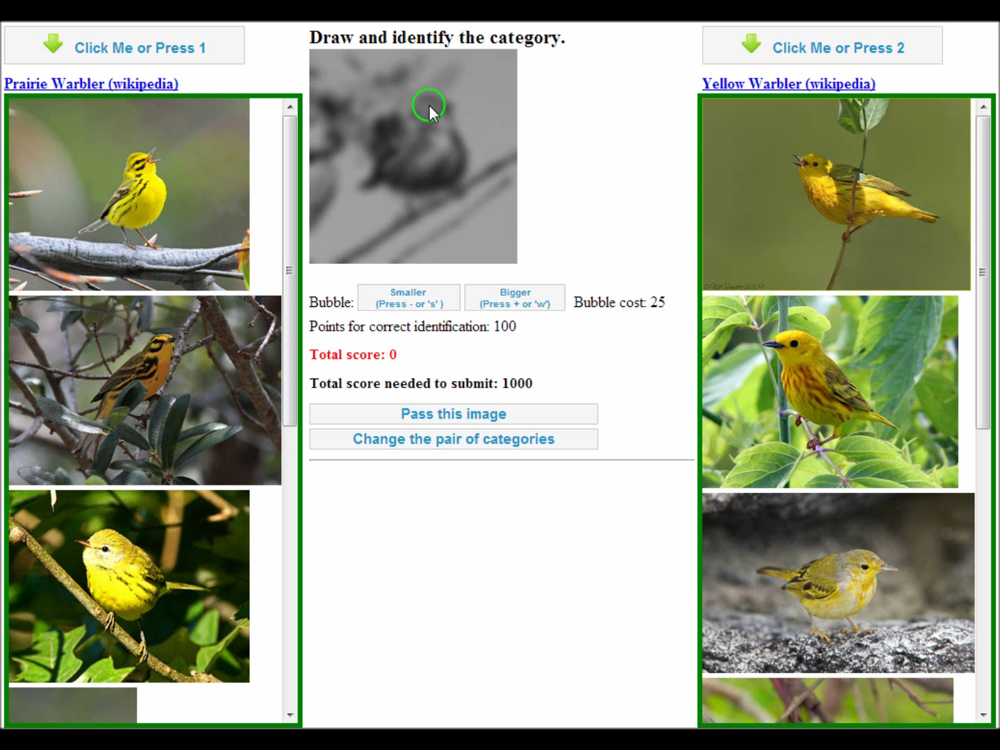 Click Me or Press 1
Prairie Warbler (wikipedia)
Draw and identify the category.
Bubble:
Smaller
(Press - or 's' )
Bigger
(Press + or 'w')
Bubble cost: 25
Points for correct identification: 100
Total score: 0
Total score needed to submit: 1000
Pass this image
Change the pair of categories
Click Me or Press 2
Yellow Warbler (wikipedia)